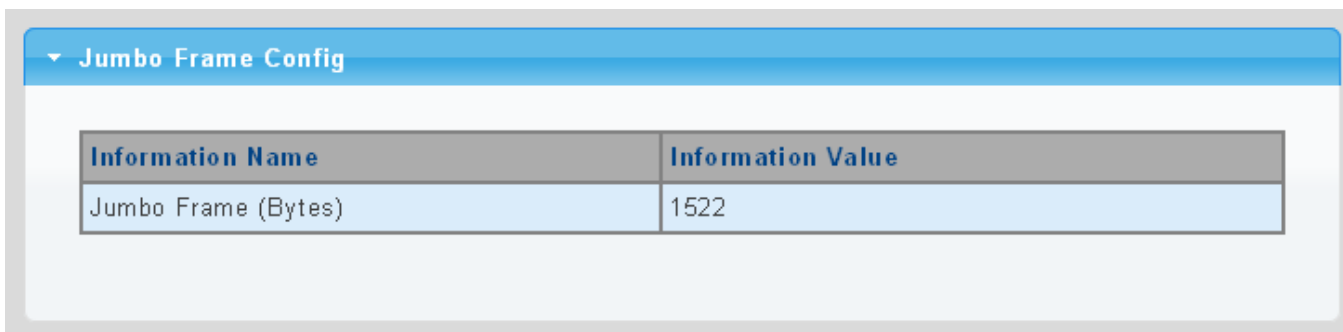 Jumbo Frame Config
Information Name Information Value
Jumbo Frame (Bytes) 1522